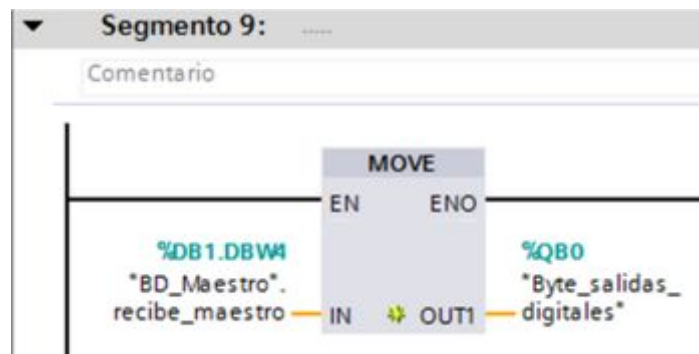 Segmento 9: .....
Comentario
MOVE
EN ENO
%DB1.DBW4
"BD_Maestro".
recibe_maestro
IN OUT1
%QB0
"Byte_salidas_
digitales"